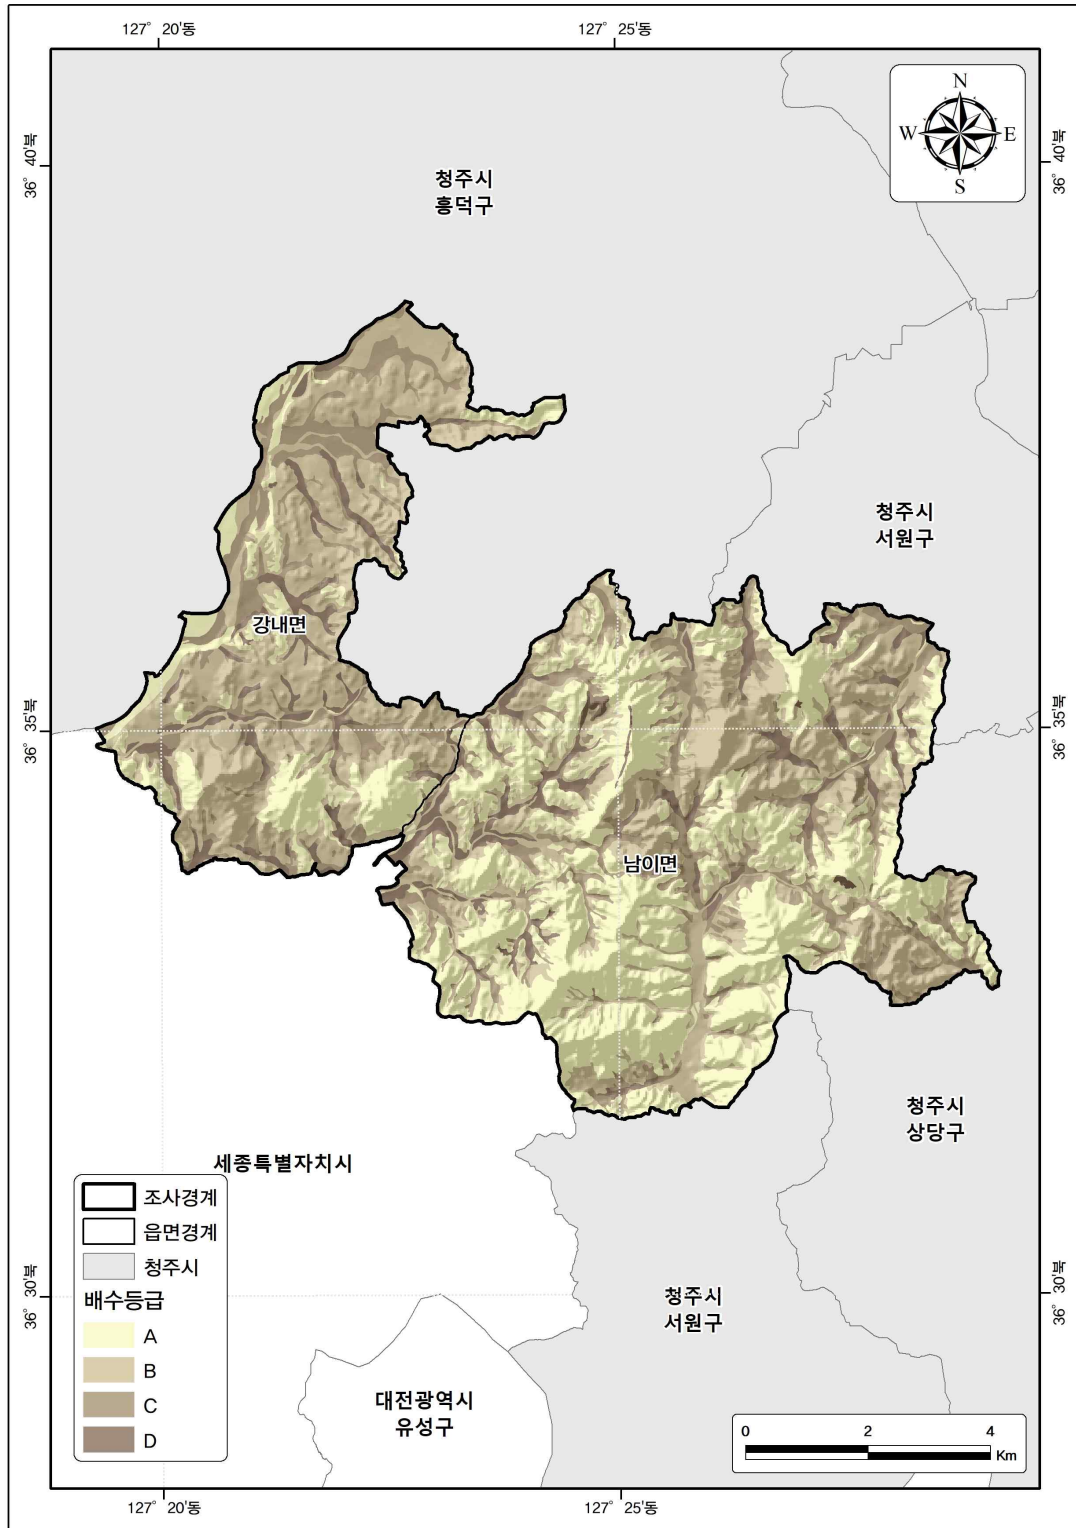 127° 20'동
127° 25'동
36° 40'북
36° 40'북
N
W
E
S
청주시
흥덕구
청주시
서원구
강내면
36° 35'북
36° 35'북
남이면
청주시
상당구
세종특별자치시
조사경계
읍면경계
청주시
배수등급
A
B
C
D
36° 30'북
36° 30'북
청주시
서원구
대전광역시
유성구
0
2
4
Km
127° 20'동
127° 25'동